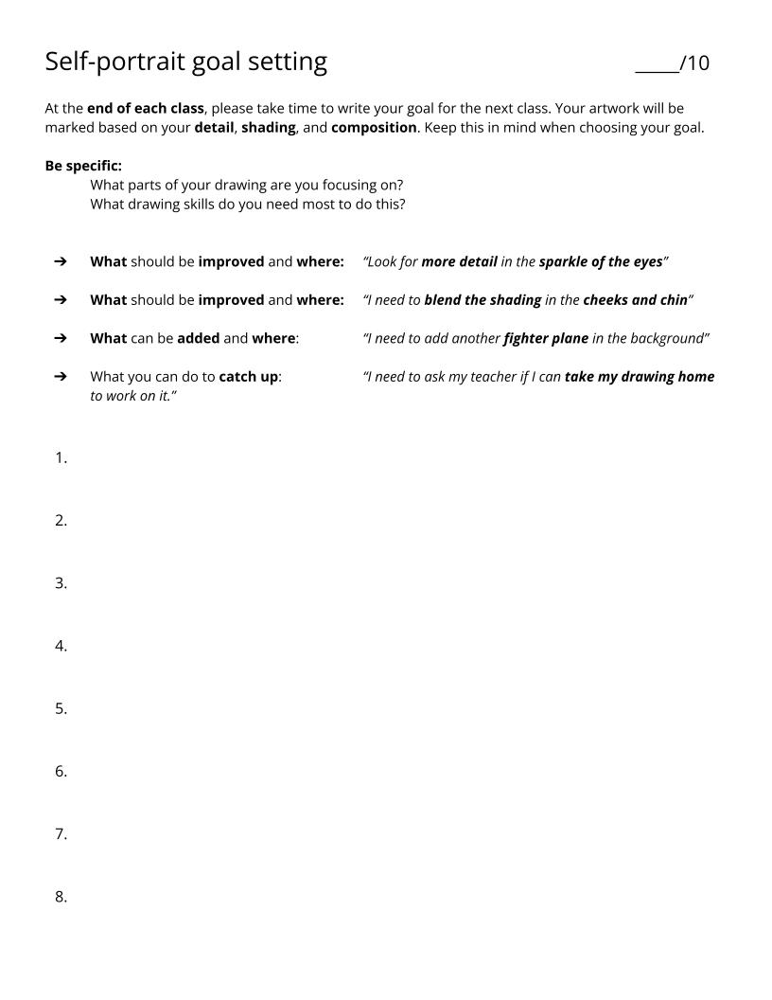 Self-portrait goal setting _____/10
At the end of each class, please take time to write your goal for the next class. Your artwork will be
marked based on your detail, shading, and composition. Keep this in mind when choosing your goal.
Be specific:
What parts of your drawing are you focusing on?
What drawing skills do you need most to do this?
➔ What should be improved and where: “Look for more detail in the sparkle of the eyes”
➔ What should be improved and where: “I need to blend the shading in the cheeks and chin”
➔ What can be added and where: “I need to add another fighter plane in the background”
➔ What you can do to catch up: “I need to ask my teacher if I can take my drawing home
to work on it.”
1.
2.
3.
4.
5.
6.
7.
8.